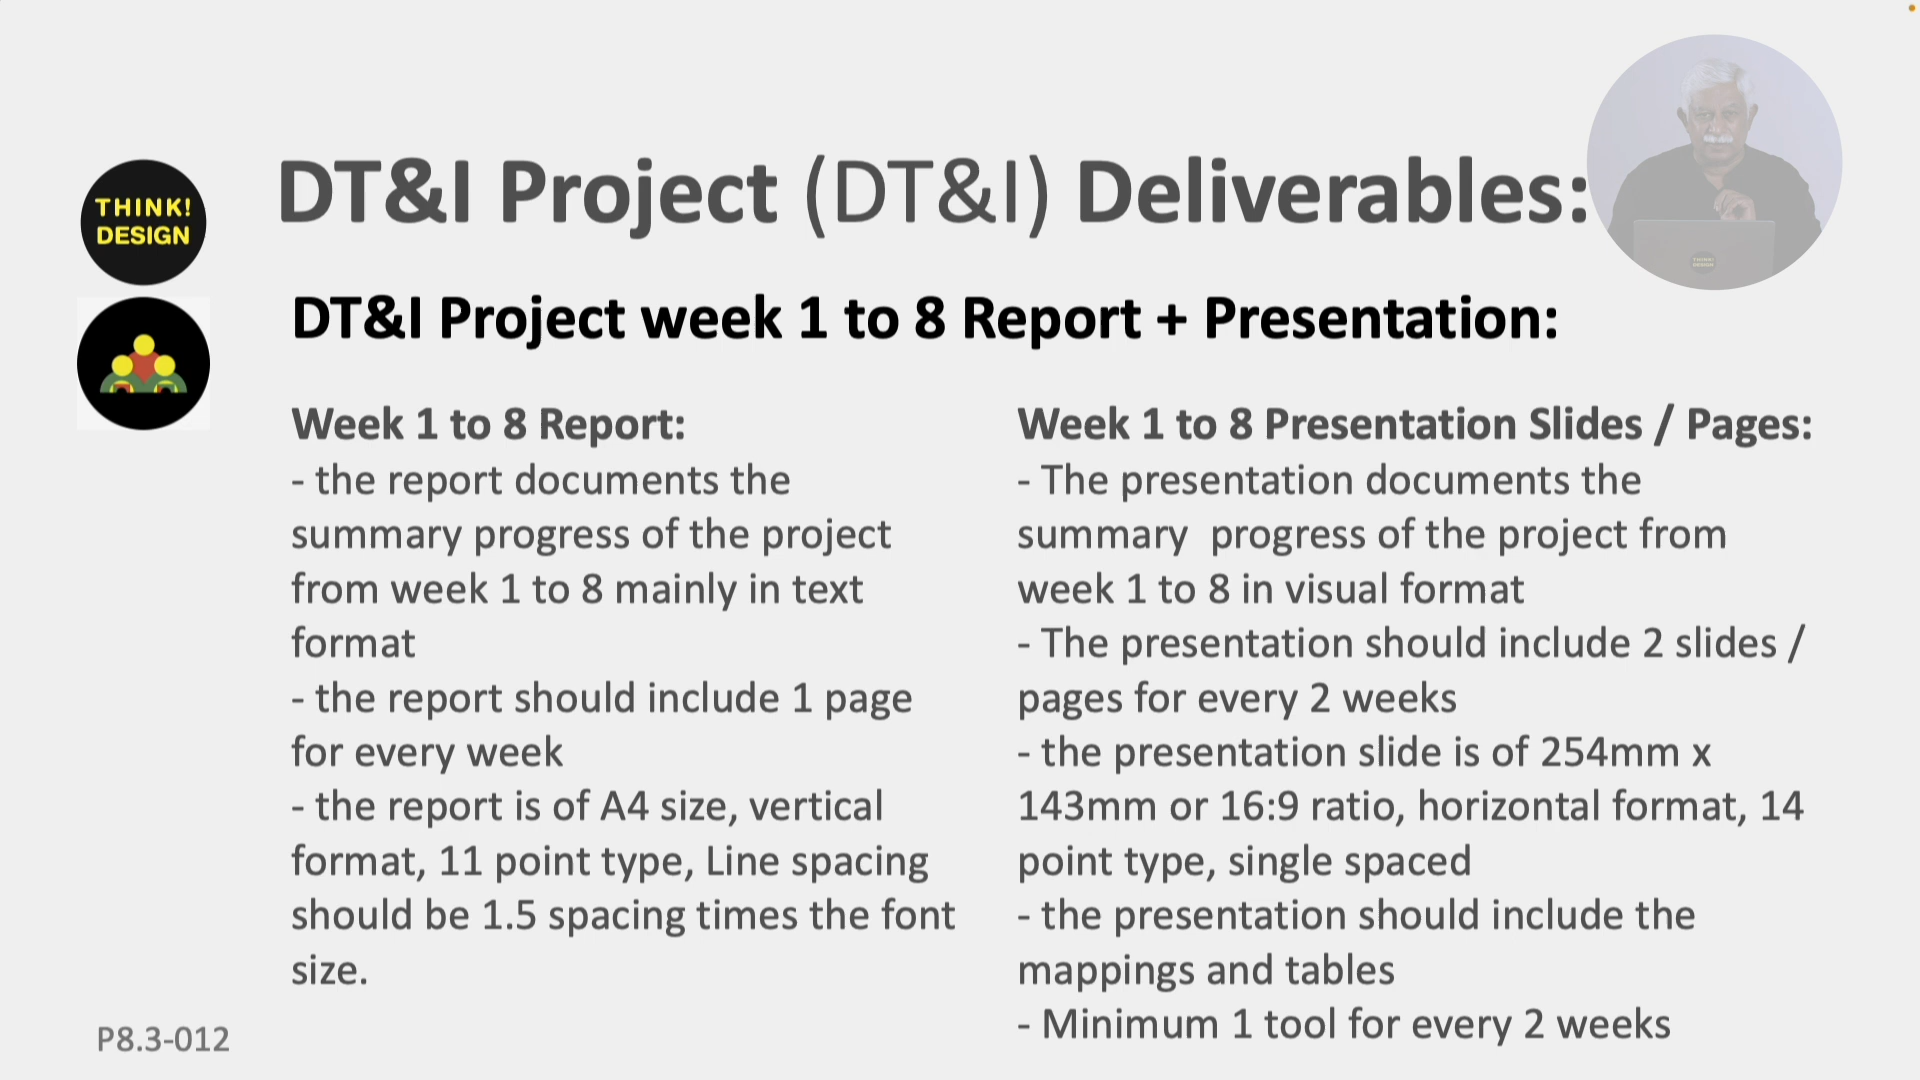 THINK!
DESIGN
DT&I Project (DT&I) Deliverables:
DT&I Project week 1 to 8 Report + Presentation:
Week 1 to 8 Report:
- the report documents the
summary progress of the project
from week 1 to 8 mainly in text
format
- the report should include 1 page
for every week
- the report is of A4 size, vertical
format, 11 point type, Line spacing
should be 1.5 spacing times the font
size.
Week 1 to 8 Presentation Slides / Pages:
- The presentation documents the
summary  progress of the project from
week 1 to 8 in visual format
- The presentation should include 2 slides /
pages for every 2 weeks
- the presentation slide is of 254mm x
143mm or 16:9 ratio, horizontal format, 14
point type, single spaced
- the presentation should include the
mappings and tables
- Minimum 1 tool for every 2 weeks
P8.3-012
THINK!
DESIGN